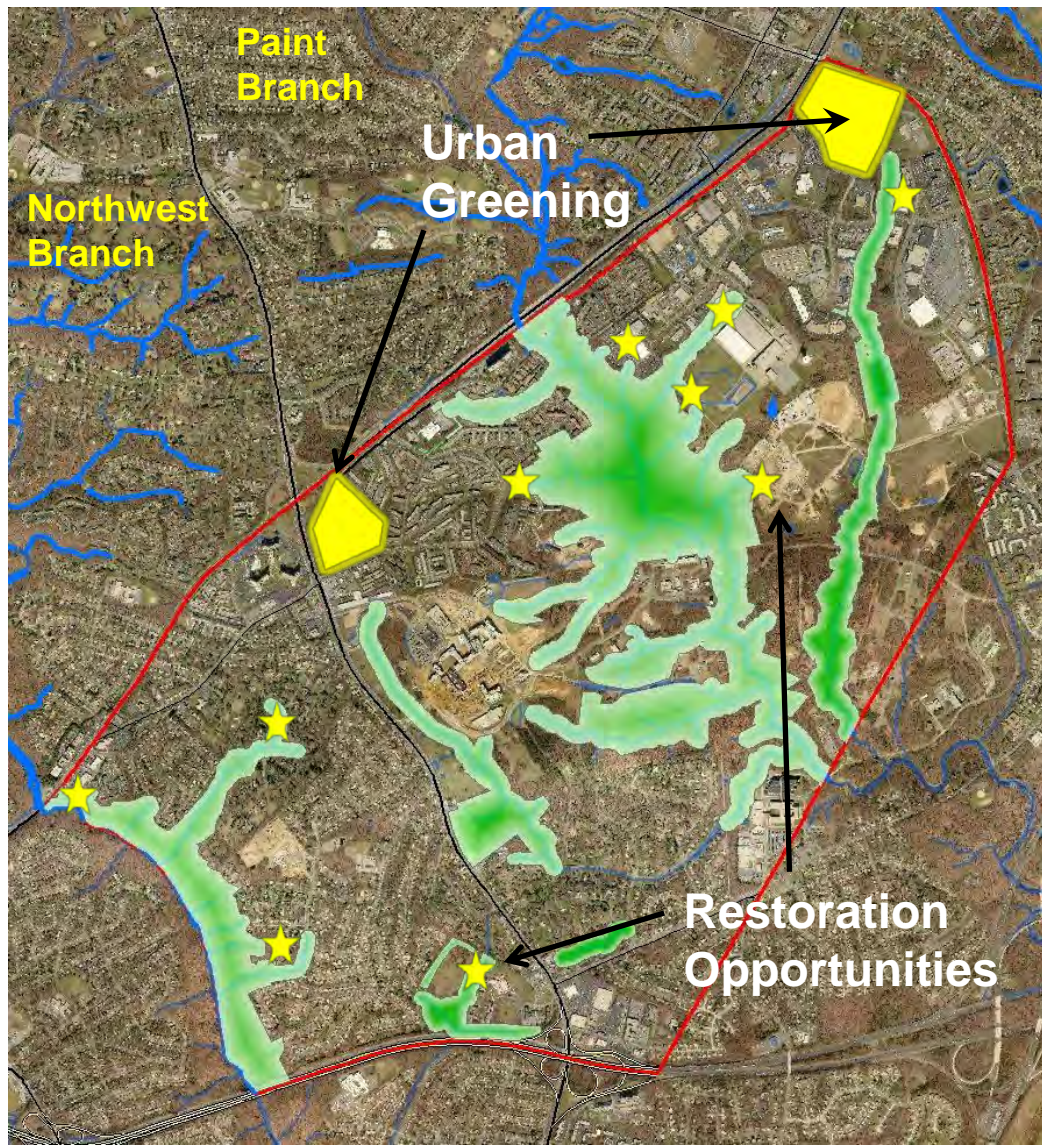 Paint
Branch
Urban
Greening
Northwest
Branch
Restoration
Opportunities